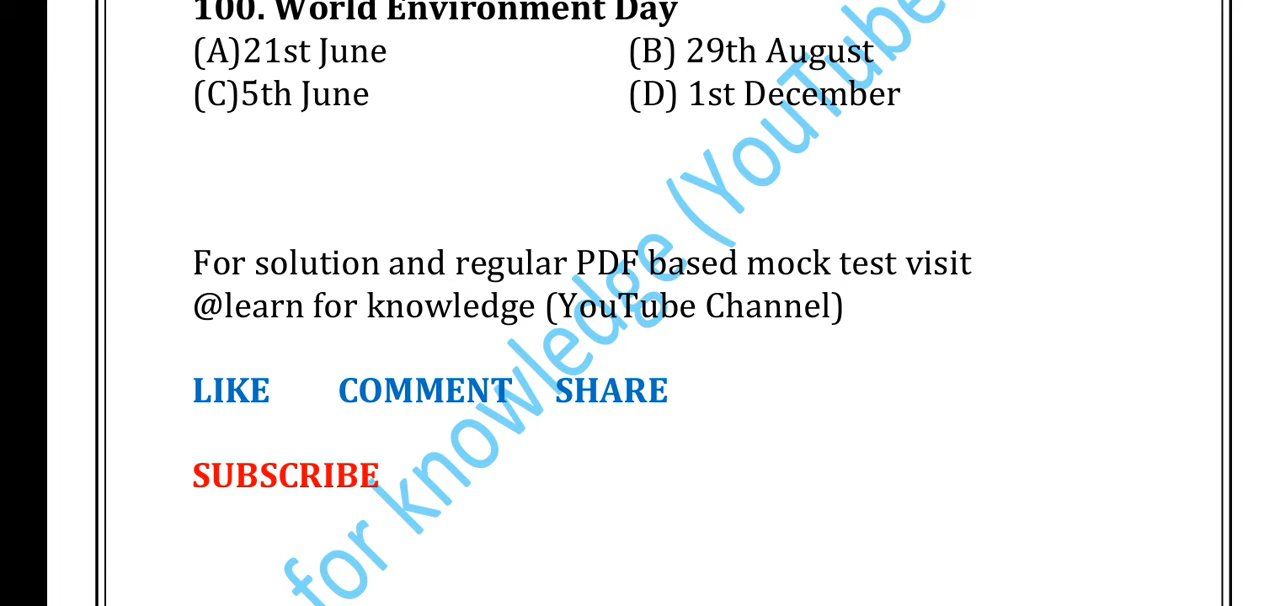 100. World Environment Day
(A)21st June (B) 29th August
(C)5th June (D) 1st December
For solution and regular PDF based mock test visit
@learn for knowledge (YouTube Channel)
LIKE COMMENT SHARE
SUBSCRIBE
for knowledge (YouTube